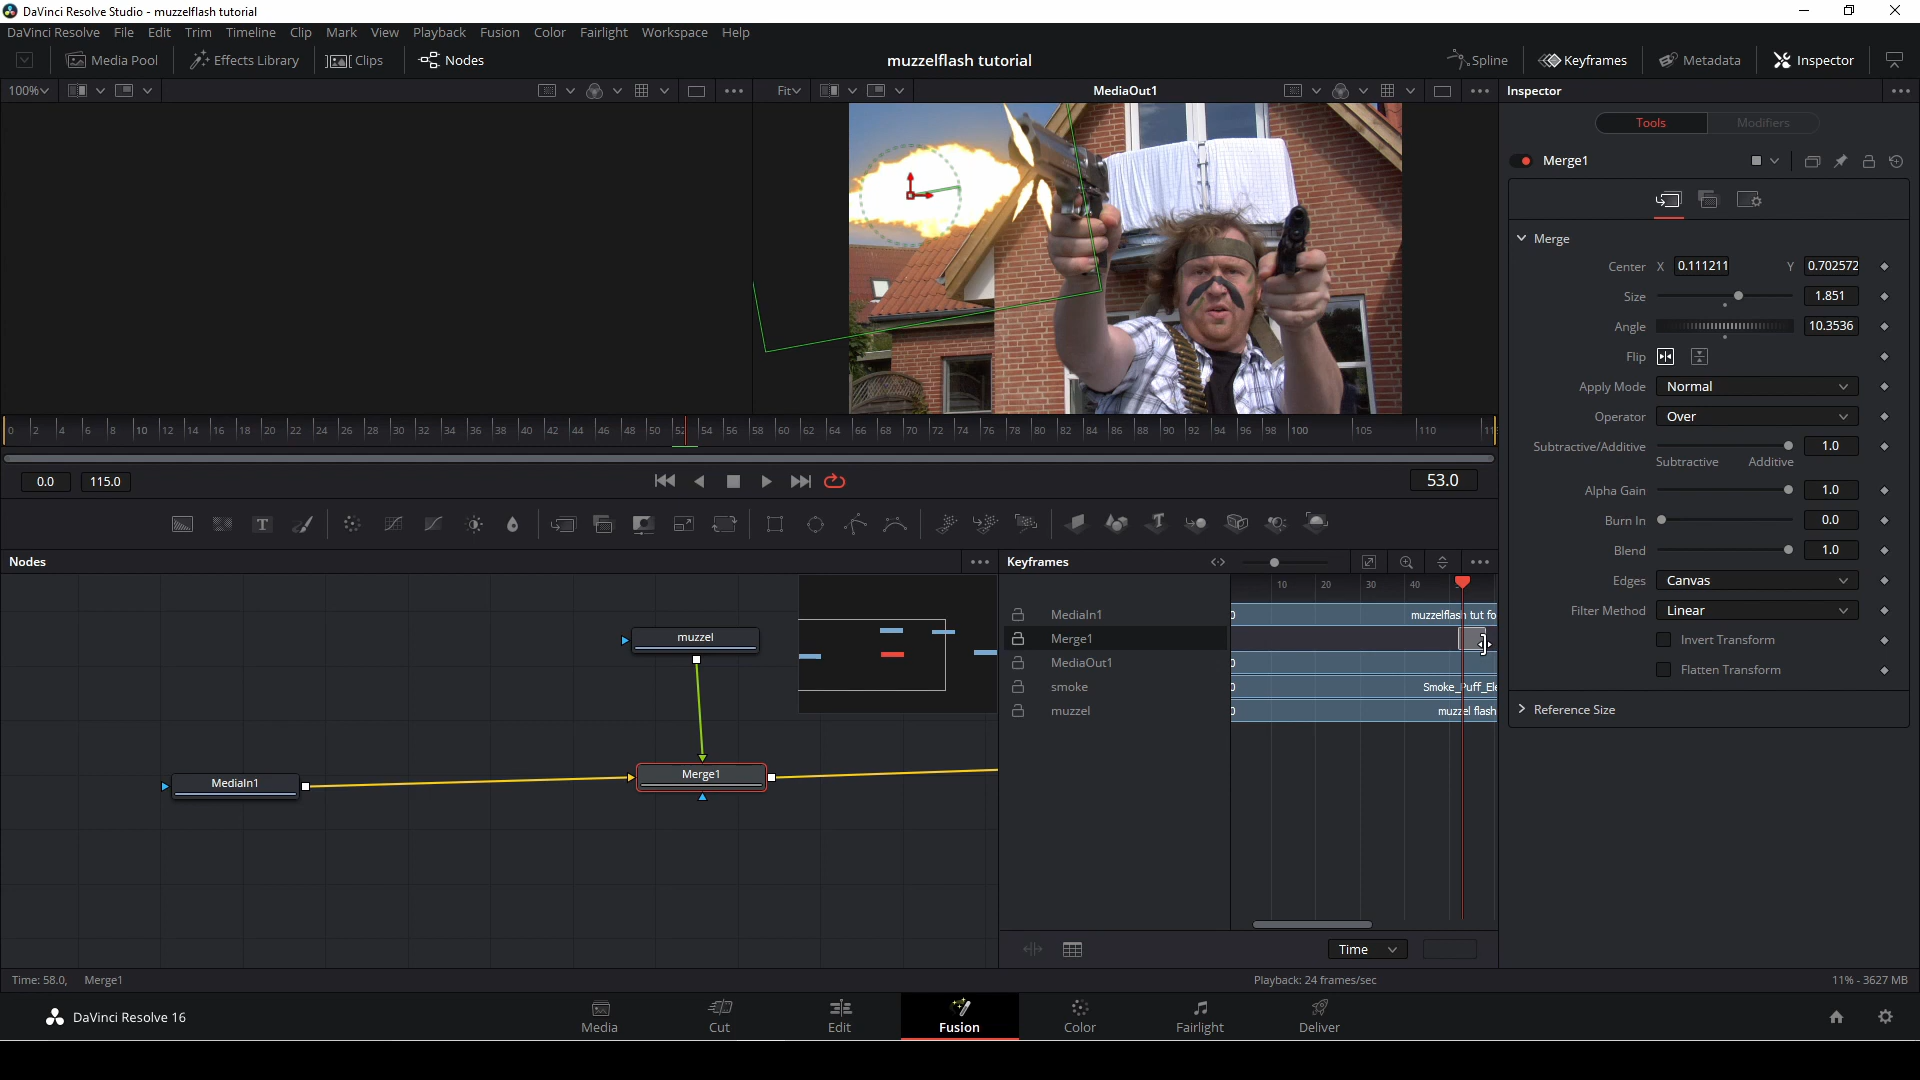 DaVinci Resolve Studio - muzzelflash tutorial
DaVinci Resolve File Edit Trim Timeline Clip Mark View Playback Fusion Color Fairlight Workspace Help
Media Pool Effects Library Clips Nodes muzzelflash tutorial Spline Keyframes Metadata Inspector
100% Fit MediaOut1 Inspector
Tools Modifiers
Merge1
Merge
Center X 0.111211 Y 0.702572
Size 1.851
Angle 10.3536
Flip
Apply Mode Normal
Operator Over
Subtractive/Additive 1.0
Subtractive Additive
Alpha Gain 1.0
Burn In 0.0
Blend 1.0
Edges Canvas
Filter Method Linear
Invert Transform
Flatten Transform
Reference Size
0 2 4 6 8 10 12 14 16 18 20 22 24 26 28 30 32 34 36 38 40 42 44 46 48 50 52 54 56 58 60 62 64 66 68 70 72 74 76 78 80 82 84 86 88 90 92 94 96 98 100 105 110
0.0 115.0 53.0
Nodes Keyframes
10 20 30 40
muzzel
Merge1
MediaIn1
MediaIn1 muzzelflash tut fo
Merge1
MediaOut1
smoke Smoke_Puff_Ele
muzzel muzzel flash
Time
Time: 58.0, Merge1 Playback: 24 frames/sec 11% - 3627 MB
DaVinci Resolve 16 Media Cut Edit Fusion Color Fairlight Deliver